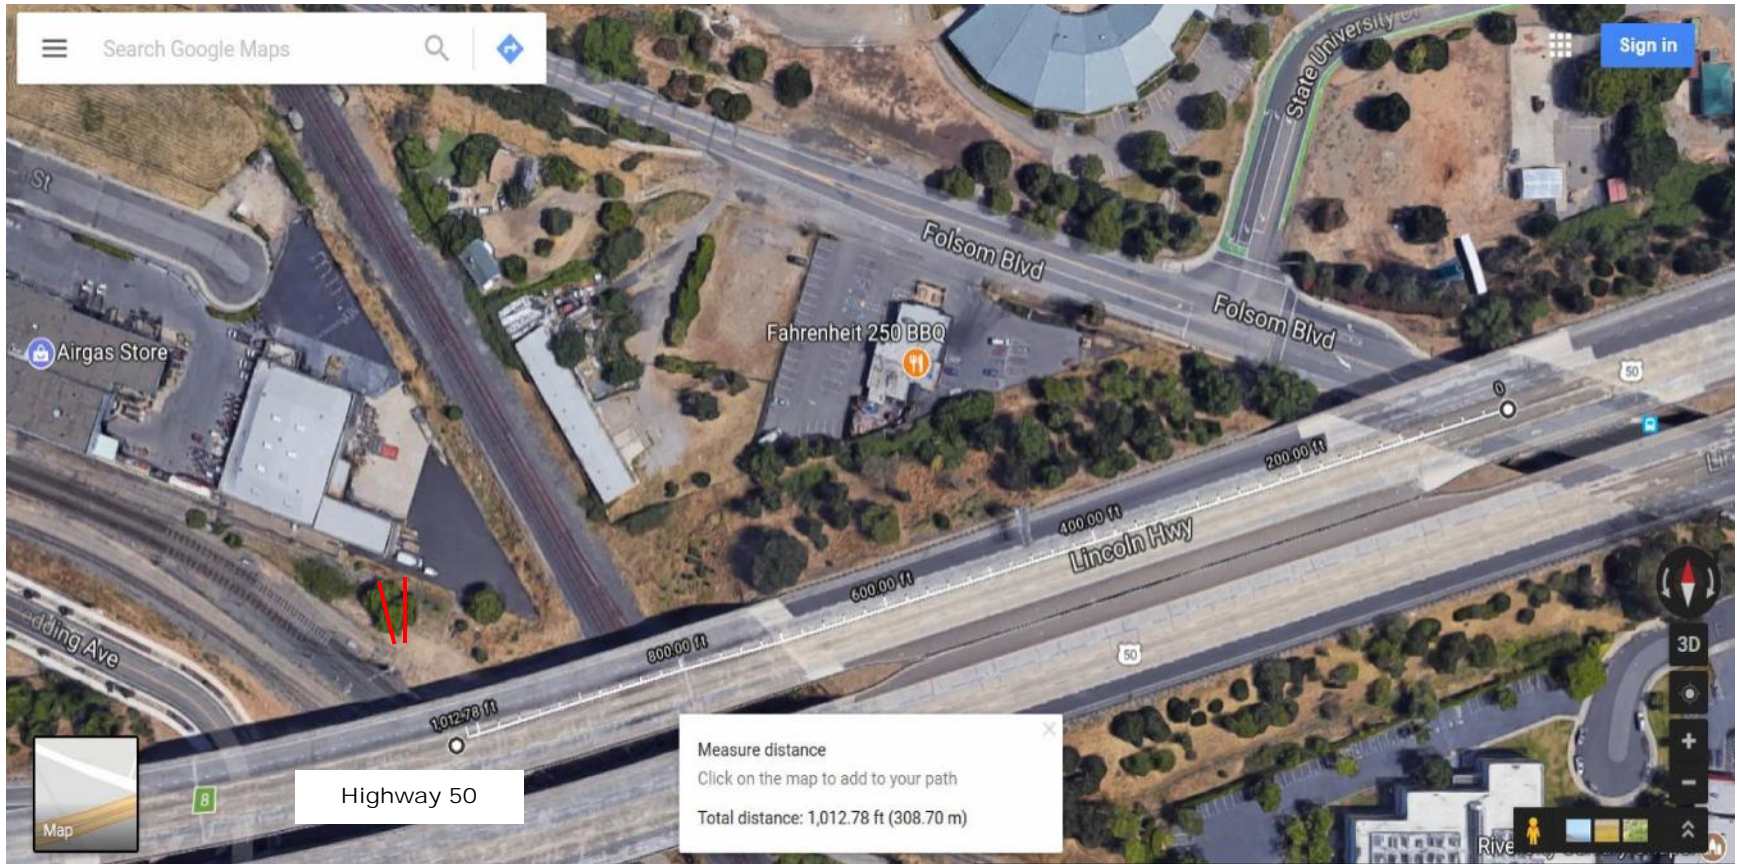 Search Google Maps
Sign in
State University Dr
St
Folsom Blvd
Folsom Blvd
Fahrenheit 250 BBQ
Airgas Store
50
0
200.00 ft
400.00 ft
Lincoln Hwy
600.00 ft
800.00 ft
50
1,012.78 ft
dding Ave
3D
Measure distance
Click on the map to add to your path
Total distance: 1,012.78 ft (308.70 m)
Highway 50
8
Map